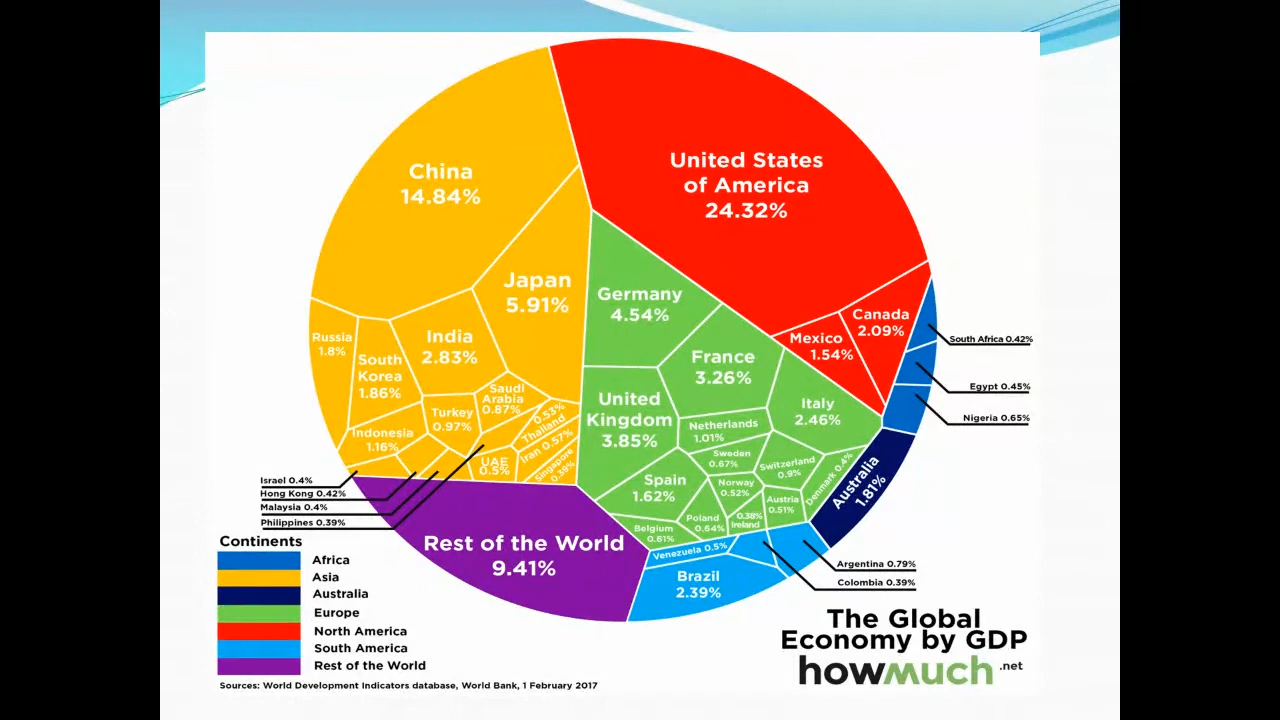 China
14.84%
United States
of America
24.32%
Japan
5.91%
Germany
4.54%
Canada
2.09%
Mexico
1.54%
South Africa 0.42%
Egypt 0.45%
Nigeria 0.65%
Russia
1.8%
South
Korea
1.86%
India
2.83%
France
3.26%
Italy
2.46%
United
Kingdom
3.85%
Saudi
Arabia
0.87%
Turkey
0.97%
0.53%
Thailand
Indonesia
1.16%
Iran 0.57%
Singapore
0.39%
UAE
0.5%
Netherlands
1.01%
Sweden
0.67%
Switzerland
0.9%
Denmark 0.4%
Australia
1.81%
Spain
1.62%
Norway
0.52%
Austria
0.51%
Poland
0.64%
0.38%
Ireland
Belgium
0.61%
Israel 0.4%
Hong Kong 0.42%
Malaysia 0.4%
Philippines 0.39%
Rest of the World
9.41%
Venezuela 0.5%
Brazil
2.39%
Argentina 0.79%
Colombia 0.39%
Continents
Africa
Asia
Australia
Europe
North America
South America
Rest of the World
The Global
Economy by GDP
howmuch.net
Sources: World Development Indicators database, World Bank, 1 February 2017